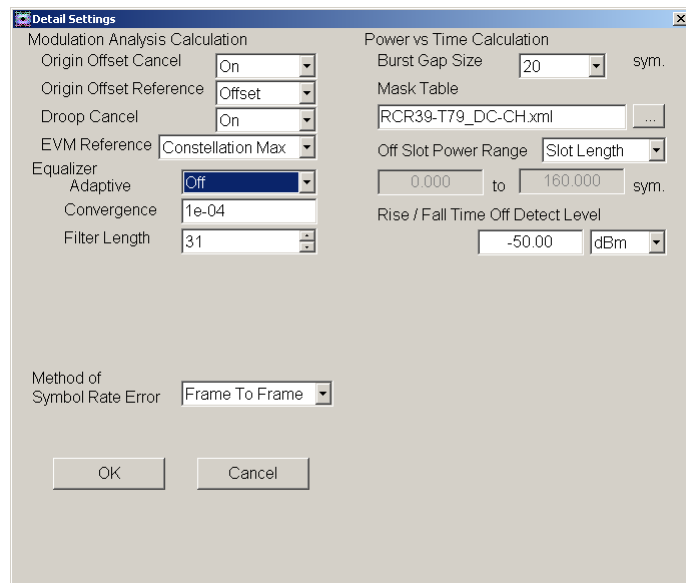 Detail Settings
Modulation Analysis Calculation
Origin Offset Cancel On
Origin Offset Reference Offset
Droop Cancel On
EVM Reference Constellation Max
Equalizer
Adaptive Off
Convergence 1e-04
Filter Length 31
Method of
Symbol Rate Error Frame To Frame
OK Cancel
Power vs Time Calculation
Burst Gap Size 20 sym.
Mask Table
RCR39-T79_DC-CH.xml ...
Off Slot Power Range Slot Length
0.000 to 160.000 sym.
Rise / Fall Time Off Detect Level
-50.00 dBm